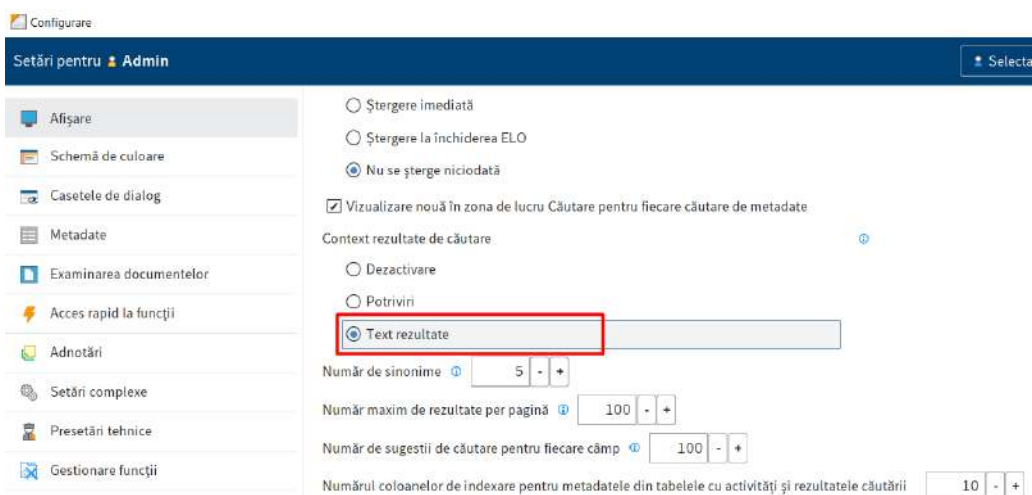 Configurare
Setări pentru Admin
Selecta
Afișare
Schemă de culoare
Casetele de dialog
Metadate
Examinarea documentelor
Acces rapid la funcții
Adnotări
Setări complexe
Presetări tehnice
Gestionare funcții
Ștergere imediată
Ștergere la închiderea ELO
Nu se șterge niciodată
Vizualizare nouă în zona de lucru Căutare pentru fiecare căutare de metadate
Context rezultate de căutare
Dezactivare
Potriviri
Text rezultate
Număr de sinonime 5 - +
Număr maxim de rezultate per pagină 100 - +
Număr de sugestii de căutare pentru fiecare câmp 100 - +
Numărul coloanelor de indexare pentru metadatele din tabelele cu activități și rezultatele căutării 10 - +